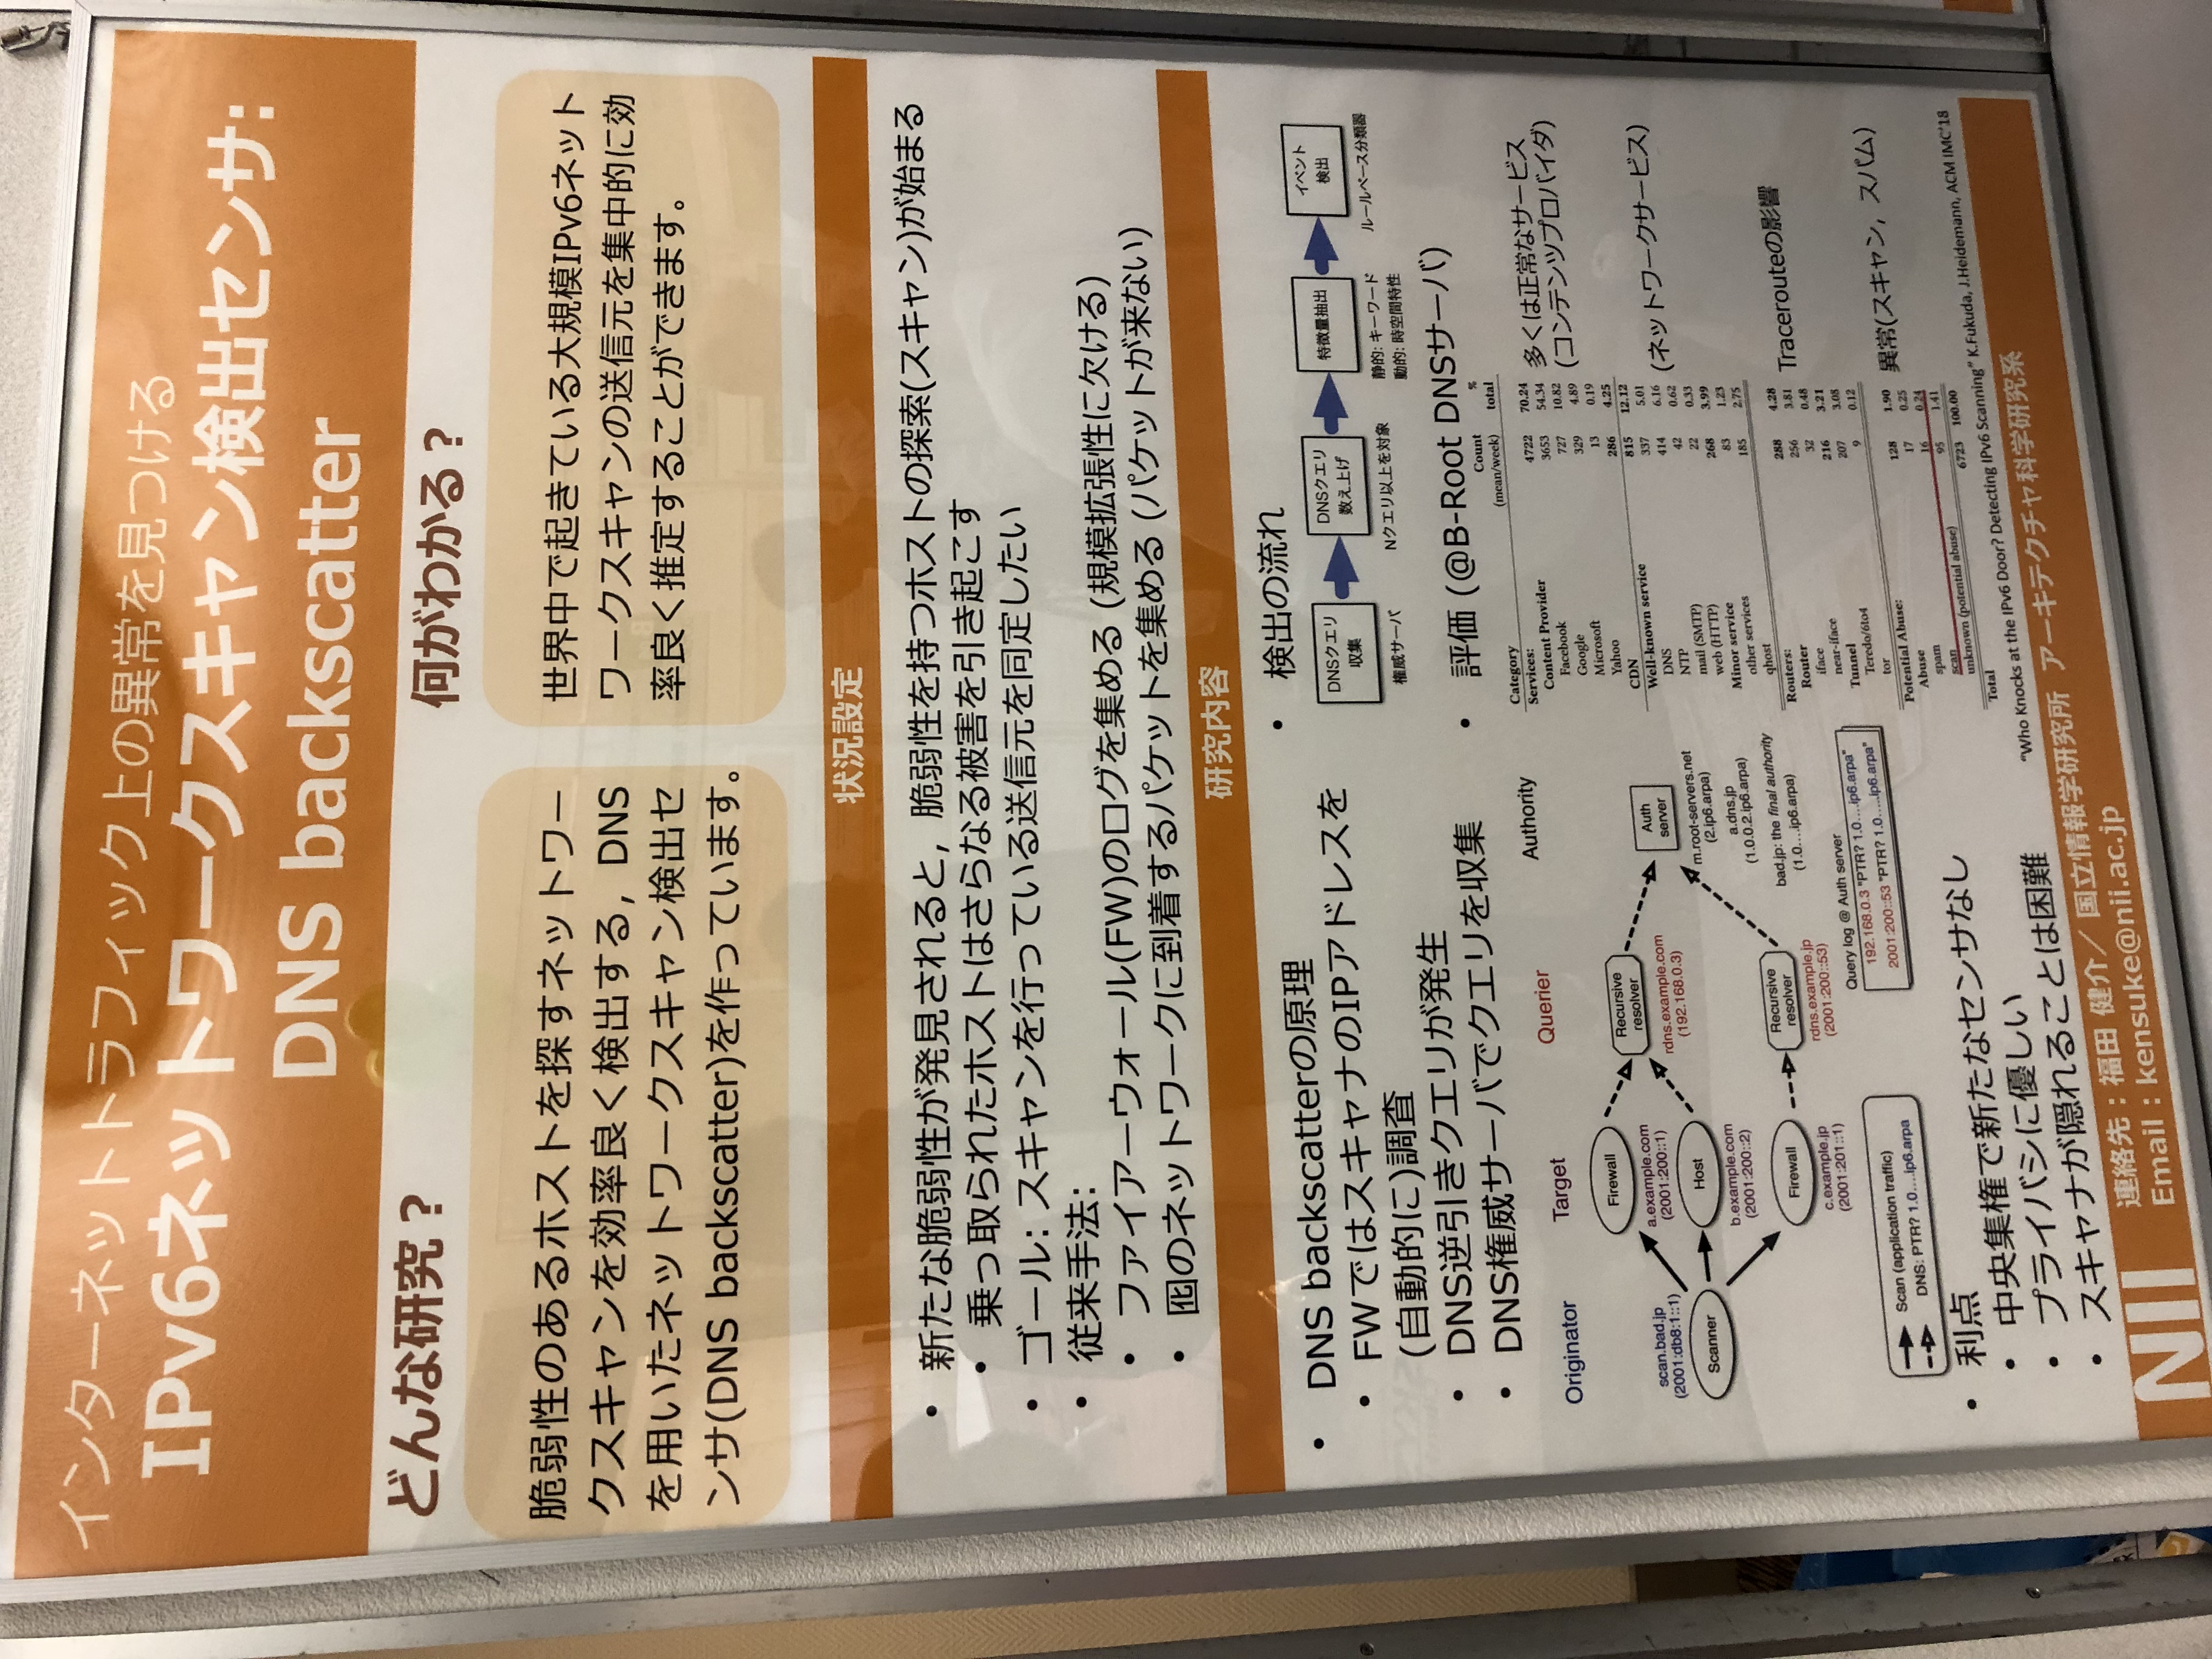 インターネットトラフィック上の異常を見つける
IPv6ネットワークスキャン検出センサ:
DNS backscatter
どんな研究？
脆弱性のあるホストを探すネットワー
クスキャンを効率良く検出する，DNS
を用いたネットワークスキャン検出セ
ンサ(DNS backscatter)を作っています。
何がわかる？
世界中で起きている大規模IPv6ネット
ワークスキャンの送信元を集中的に効
率良く推定することができます。
状況設定
• 新たな脆弱性が発見されると，脆弱性を持つホストの探索(スキャン)が始まる
• 乗っ取られたホストはさらなる被害を引き起こす
• ゴール: スキャンを行っている送信元を同定したい
• 従来手法:
• ファイアーウォール(FW)のログを集める (規模拡張性に欠ける)
• 囮のネットワークに到着するパケットを集める (パケットが来ない)
研究内容
• DNS backscatterの原理
• FWではスキャナのIPアドレスを
(自動的に)調査
• DNS逆引きクエリが発生
• DNS権威サーバでクエリを収集
Originator
Target
Querier
Authority
scan.bad.jp
(2001:db8:1::1)
Scanner
Firewall
a.example.com
(2001:200::1)
Host
b.example.com
(2001:200::2)
Firewall
c.example.jp
(2001:201::1)
Recursive
resolver
rdns.example.com
(192.168.0.3)
Recursive
resolver
rdns.example.jp
(2001:200::53)
Auth
server
m.root-servers.net
(2.ip6.arpa)
a.dns.jp
(1.0.0.2.ip6.arpa)
bad.jp: the final authority
(1.0....ip6.arpa)
Query log @ Auth server
192.168.0.3 "PTR? 1.0....ip6.arpa"
2001:200::53 "PTR? 1.0.....ip6.arpa"
Scan (application traffic)
DNS: PTR? 1.0....ip6.arpa
• 利点
• 中央集権で新たなセンサなし
• プライバシに優しい
• スキャナが隠れることは困難
• 検出の流れ
DNSクエリ
収集
権威サーバ
DNSクエリ
数え上げ
Nクエリ以上を対象
特徴量抽出
静的: キーワード
動的: 時空間特性
イベント
検出
ルールベース分類器
• 評価 (@B-Root DNSサーバ)
Count %
Category (mean/week) total
Services: 4722 70.24
Content Provider 3653 54.34
Facebook 727 10.82
Google 329 4.89
Microsoft 13 0.19
Yahoo 286 4.25
CDN 815 12.12
Well-known service 337 5.01
DNS 414 6.16
NTP 42 0.62
mail (SMTP) 22 0.33
web (HTTP) 268 3.99
Minor service 83 1.23
other services 185 2.75
qhost
Routers: 288 4.28
Router 256 3.81
iface 32 0.48
near-iface 216 3.21
Tunnel 207 3.08
Teredo/6to4 9 0.12
tor
Potential Abuse: 128 1.90
Abuse 17 0.25
spam 16 0.24
scan 95 1.41
unknown (potential abuse)
Total 6723 100.00
多くは正常なサービス
(コンテンツプロバイダ)
(ネットワークサービス)
Tracerouteの影響
異常(スキャン，スパム)
"Who Knocks at the IPv6 Door? Detecting IPv6 Scanning" K.Fukuda, J.Heidemann, ACM IMC'18
NII
連絡先：福田 健介／ 国立情報学研究所 アーキテクチャ科学研究系
Email：kensuke@nii.ac.jp